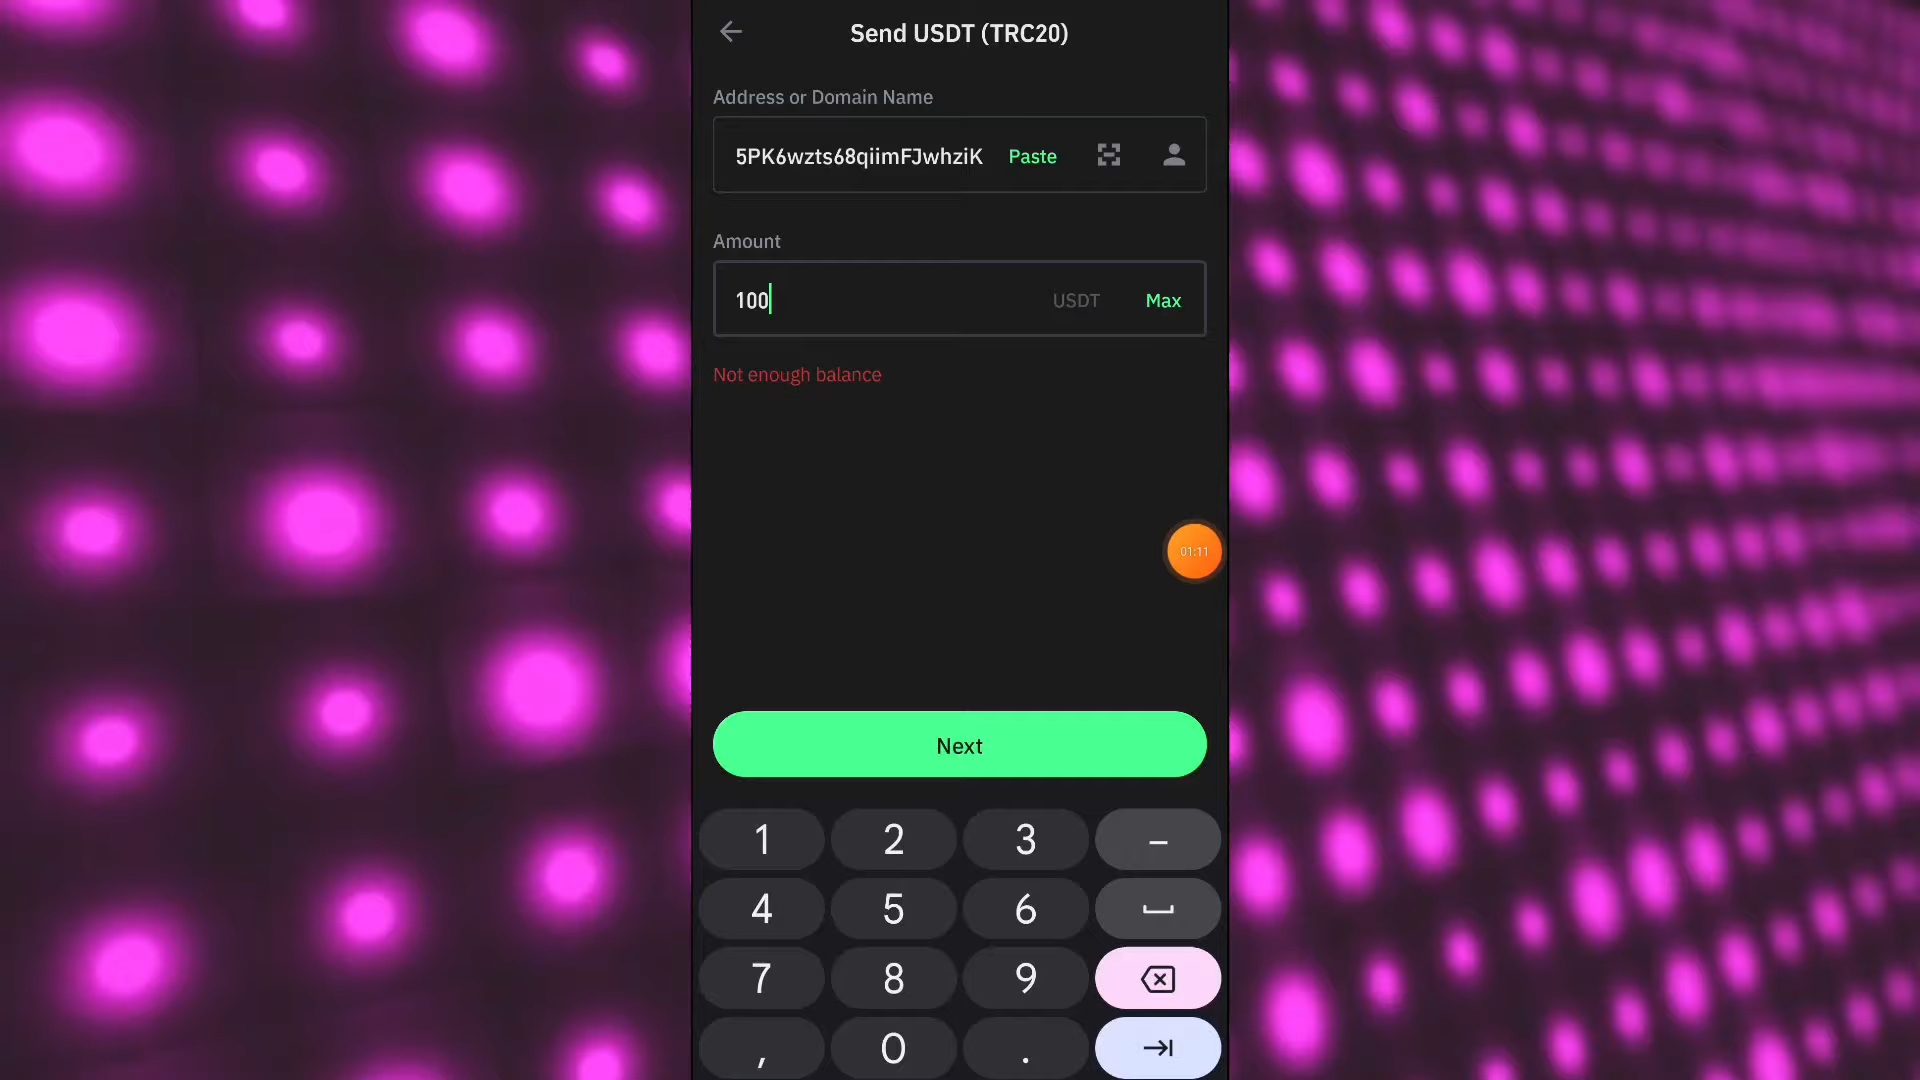 Send USDT (TRC20)
Address or Domain Name
5PK6wzts68qiimFJwhziK Paste
Amount
100 USDT Max
Not enough balance
01:11
Next
1 2 3 –
4 5 6
7 8 9
, 0 .